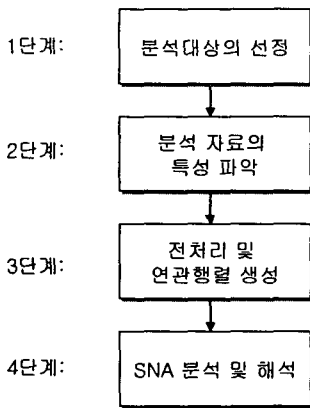 1단계:
분석대상의 선정
2단계:
분석 자료의
특성 파악
3단계:
전처리 및
연관행렬 생성
4단계:
SNA 분석 및 해석